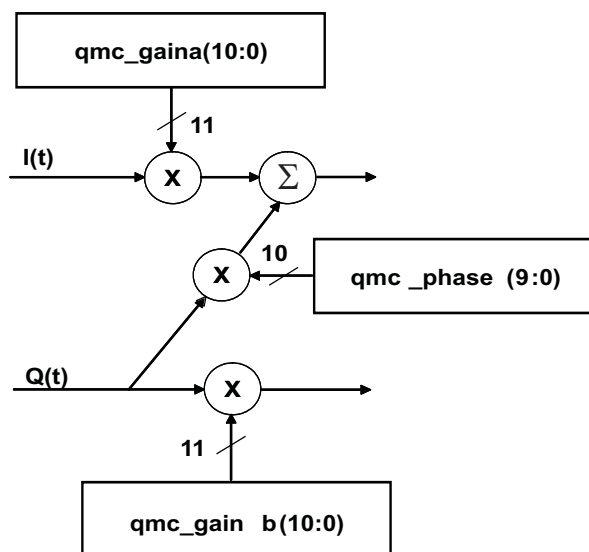 qmc_gaina(10:0)
11
I(t)
X
Σ
10
X
qmc _phase (9:0)
Q(t)
X
11
qmc_gain b(10:0)